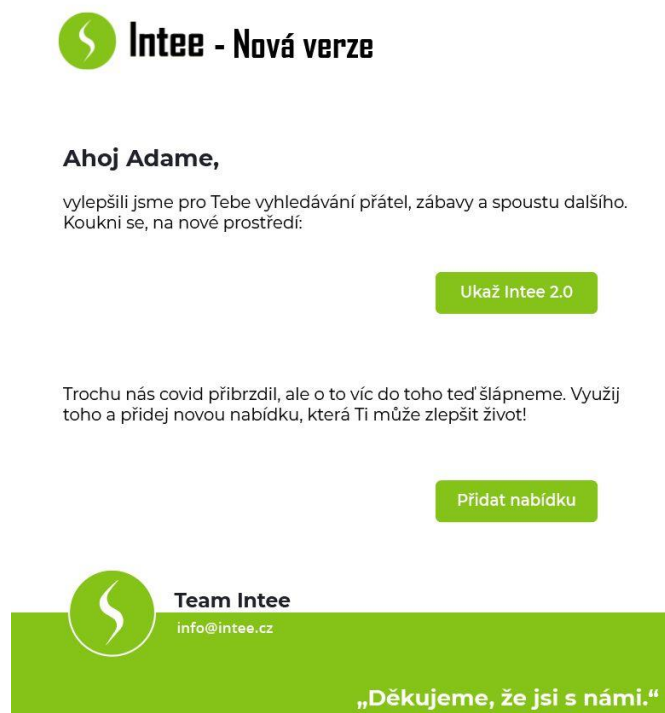 Intee - Nová verze
Ahoj Adame,
vylepšili jsme pro Tebe vyhledávání přátel, zábavy a spoustu dalšího.
Koukni se, na nové prostředí:
Ukaž Intee 2.0
Trochu nás covid přibrzdil, ale o to víc do toho teď šlápneme. Využij
toho a přidej novou nabídku, která Ti může zlepšit život!
Přidat nabídku
Team Intee
info@intee.cz
„Děkujeme, že jsi s námi.“